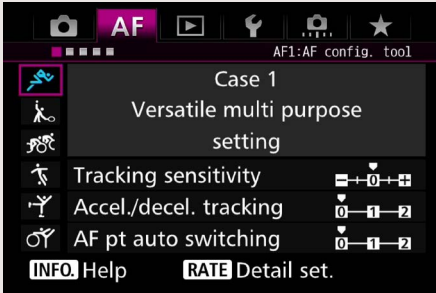 AF
AF1:AF config. tool
Case 1
Versatile multi purpose
setting
Tracking sensitivity - 0 +
Accel./decel. tracking 0 1 2
AF pt auto switching 0 1 2
INFO. Help RATE Detail set.